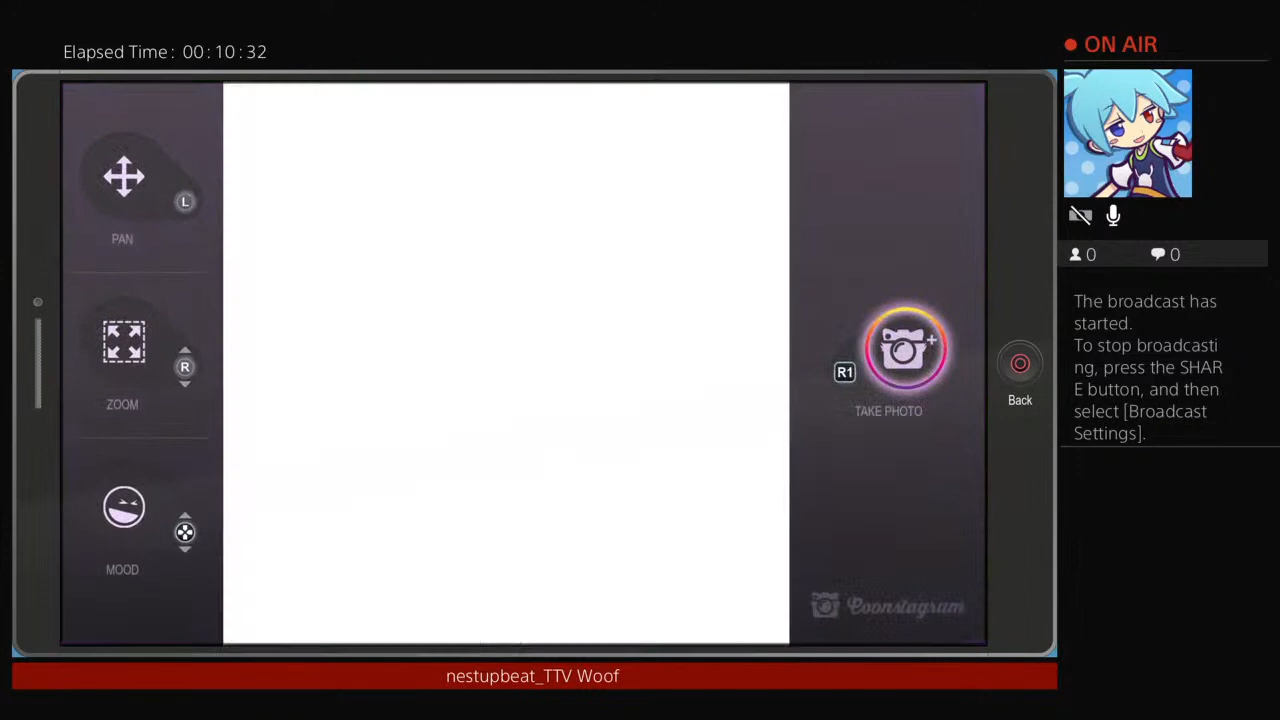 Elapsed Time: 00:10:32
ON AIR
PAN
L
ZOOM
R
MOOD
R1
TAKE PHOTO
Coonstagram
Back
0
0
The broadcast has
started.
To stop broadcasti
ng, press the SHAR
E button, and then
select [Broadcast
Settings].
nestupbeat_TTV Woof